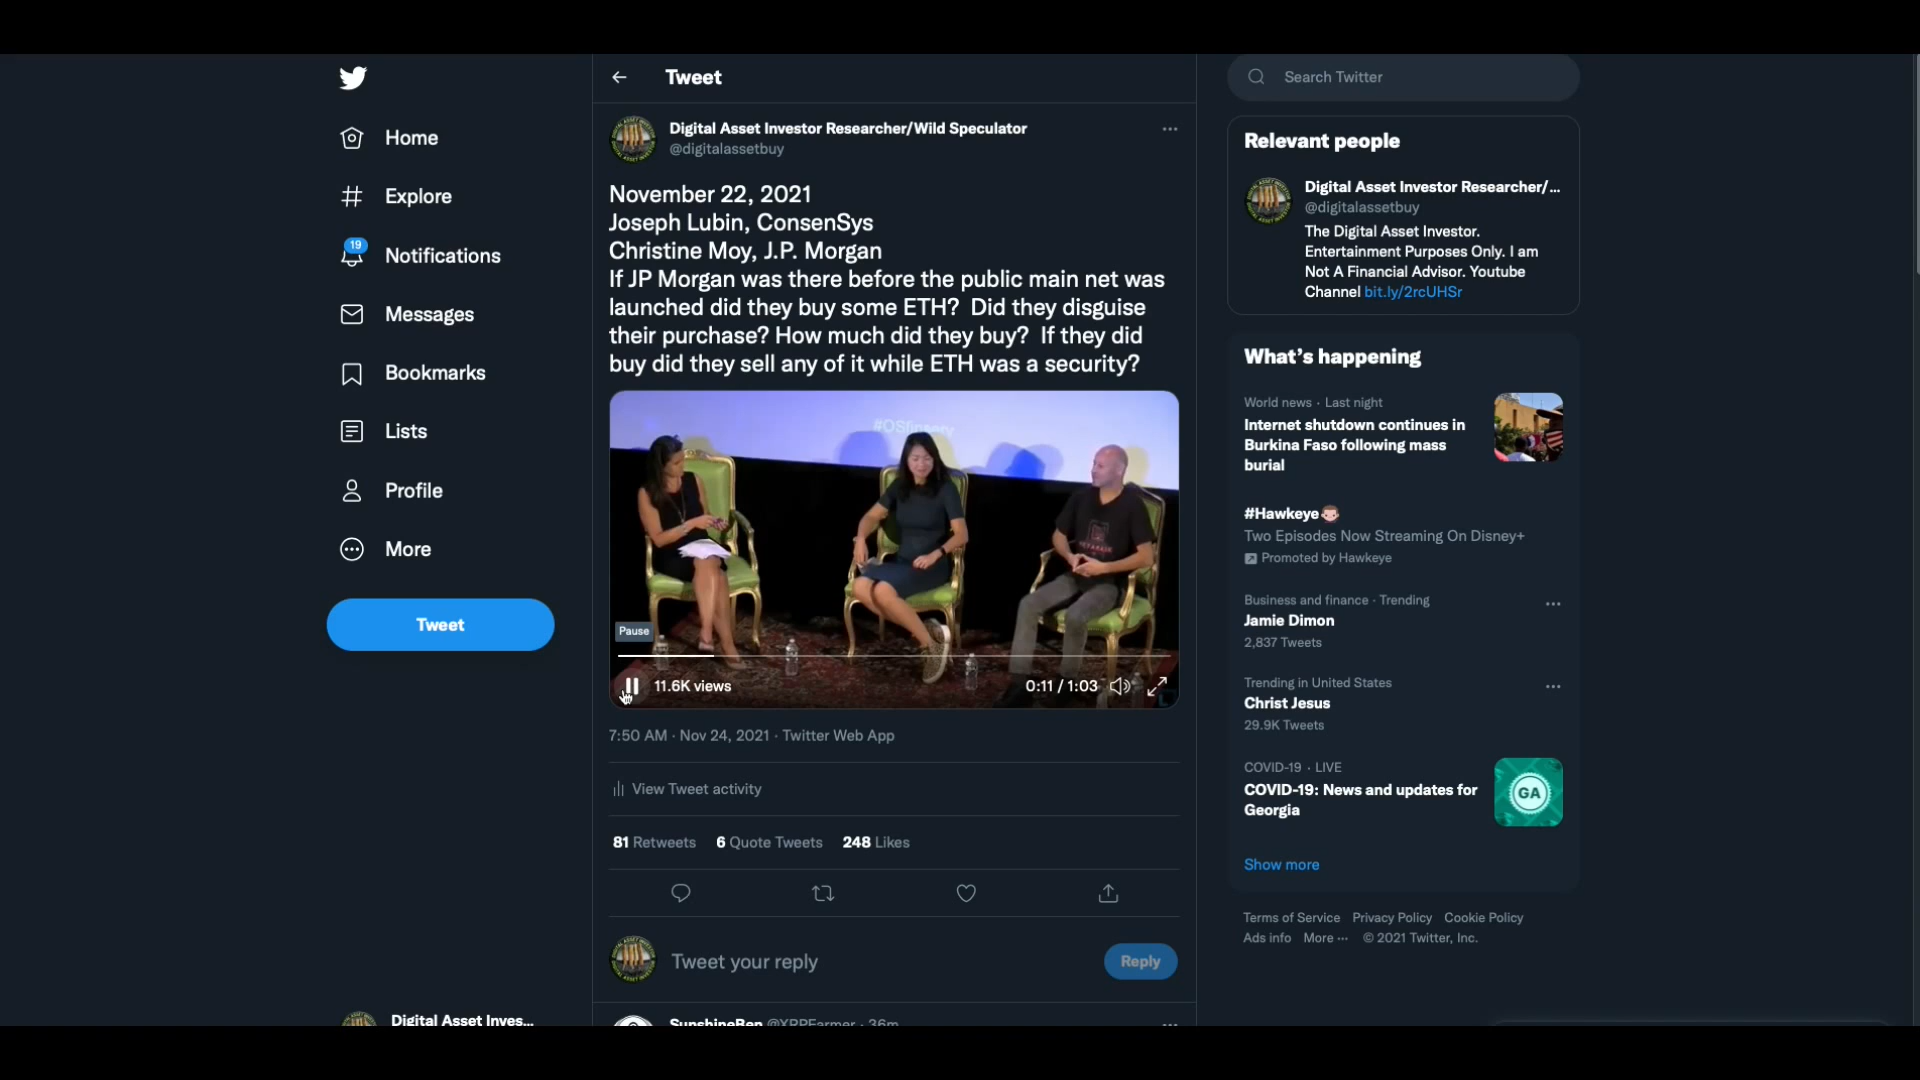 Home
Explore
19
Notifications
Messages
Bookmarks
Lists
Profile
More
Tweet
Digital Asset Inves...
Tweet
Digital Asset Investor Researcher/Wild Speculator
@digitalassetbuy
November 22, 2021
Joseph Lubin, ConsenSys
Christine Moy, J.P. Morgan
If JP Morgan was there before the public main net was
launched did they buy some ETH? Did they disguise
their purchase? How much did they buy? If they did
buy did they sell any of it while ETH was a security?
#OSfinserv
Pause
11.6K views
0:11 / 1:03
7:50 AM · Nov 24, 2021 · Twitter Web App
View Tweet activity
81 Retweets 6 Quote Tweets 248 Likes
Tweet your reply
Reply
SunshineBen @XRPFarmer · 36m
Search Twitter
Relevant people
Digital Asset Investor Researcher/...
@digitalassetbuy
The Digital Asset Investor.
Entertainment Purposes Only. I am
Not A Financial Advisor. Youtube
Channel bit.ly/2rcUHSr
What's happening
World news · Last night
Internet shutdown continues in
Burkina Faso following mass
burial
#Hawkeye
Two Episodes Now Streaming On Disney+
Promoted by Hawkeye
Business and finance · Trending
Jamie Dimon
2,837 Tweets
Trending in United States
Christ Jesus
29.9K Tweets
COVID-19 · LIVE
COVID-19: News and updates for
Georgia
GA
Show more
Terms of Service Privacy Policy Cookie Policy
Ads info More ··· © 2021 Twitter, Inc.